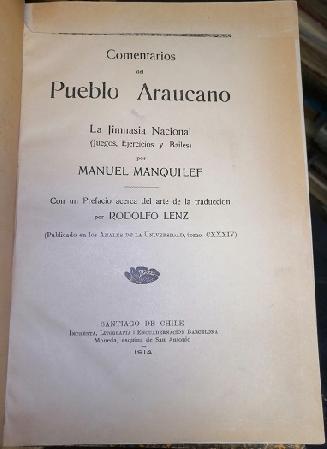 Comentarios
del
Pueblo Araucano
La Jimnasia Nacional
(Juegos, Ejercicios y Bailes)
por
MANUEL MANQUILEF
Con un Prefacio acerca del arte de la traduccion
por RODOLFO LENZ
(Publicado en los ANALES DE LA UNIVERSIDAD, tomo CXXXIV)
SANTIAGO DE CHILE
IMPRENTA, LITOGRAFIA I ENCUADERNACIÓN BARCELONA
Moneda, esquina de San Antonio
1914